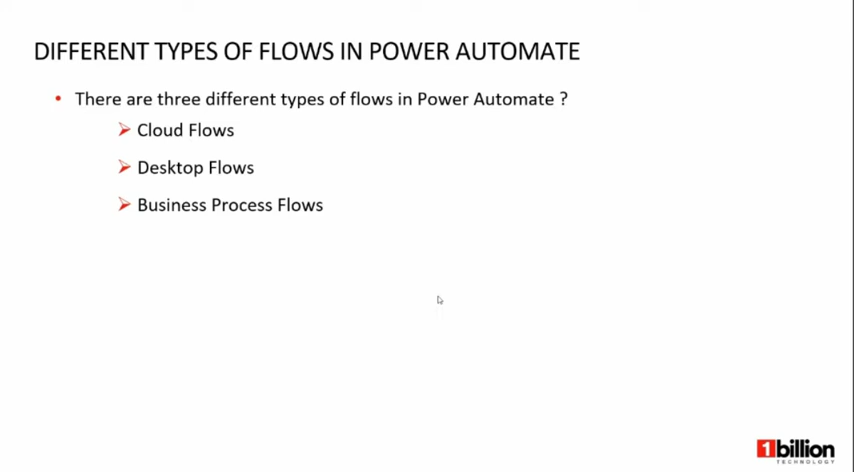 DIFFERENT TYPES OF FLOWS IN POWER AUTOMATE
• There are three different types of flows in Power Automate ?
➢ Cloud Flows
➢ Desktop Flows
➢ Business Process Flows
1billion
TECHNOLOGY